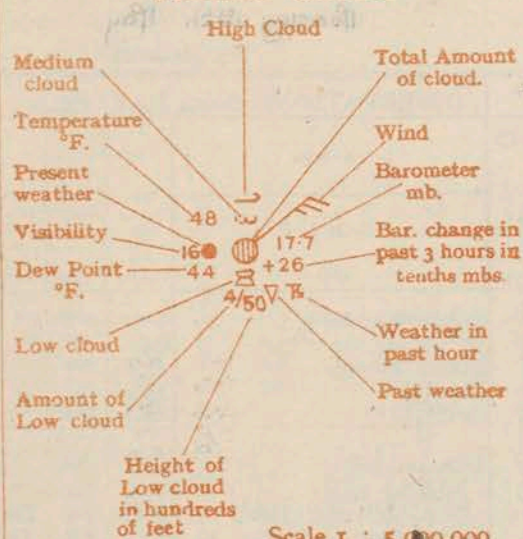 High Cloud
Medium
cloud
Total Amount
of cloud.
Temperature
°F.
Wind
Present
weather
Barometer
mb.
48
Visibility
16
17.7
Bar. change in
past 3 hours in
tenths mbs.
Dew Point
°F.
44
+26
4/50
Low cloud
Weather in
past hour
Amount of
Low cloud
Past weather
Height of
Low cloud
in hundreds
of feet
Scale 1 : 5,000,000